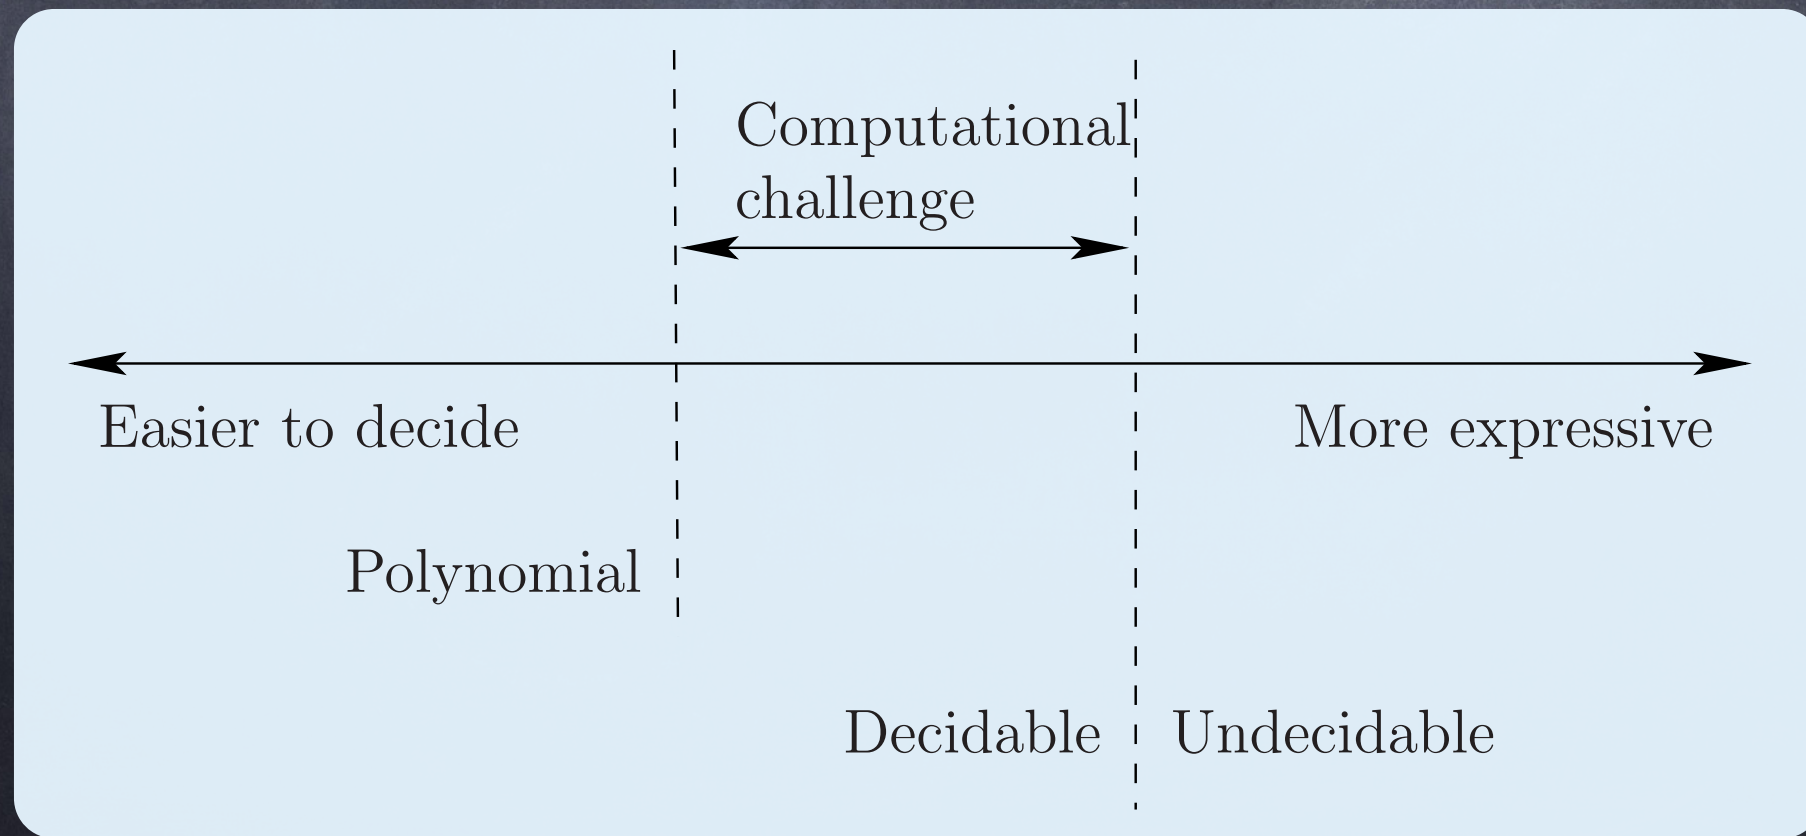 Computational
challenge
Easier to decide
More expressive
Polynomial
Decidable
Undecidable